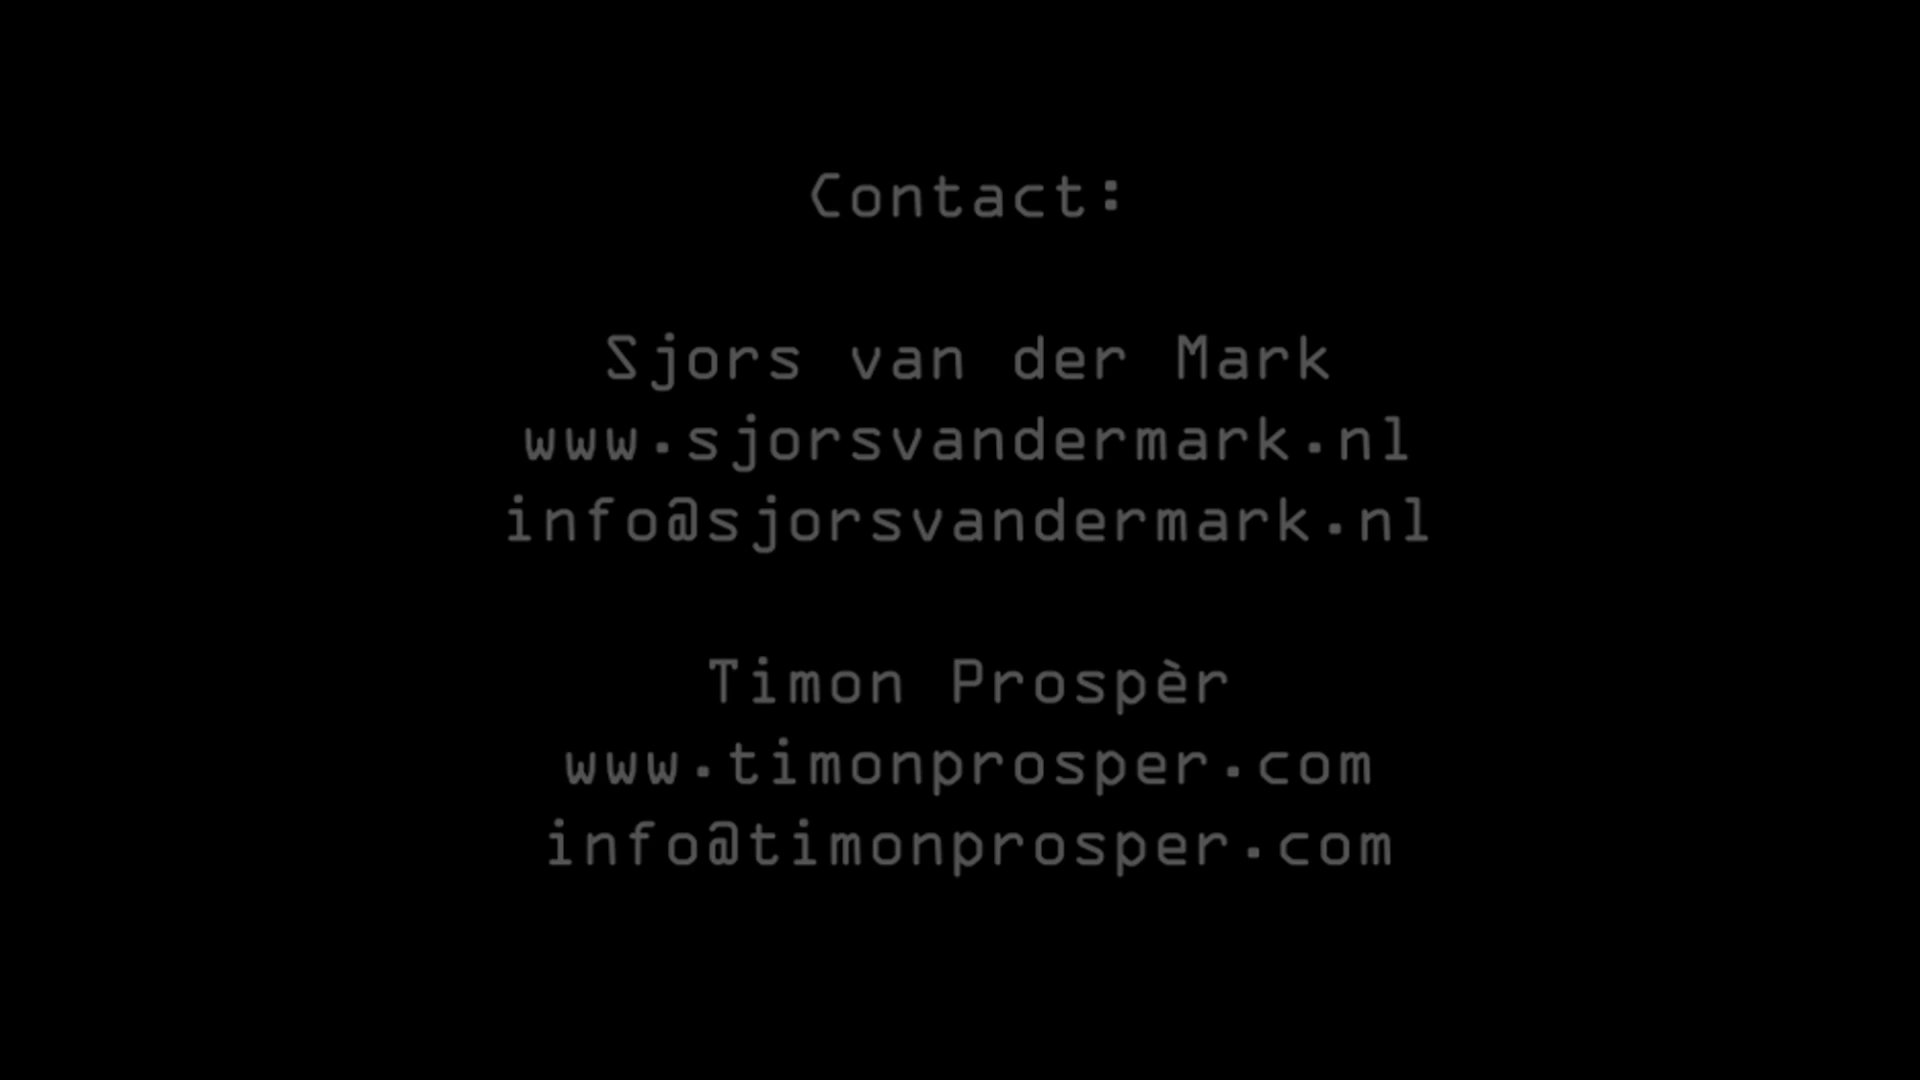 Contact:
Sjors van der Mark
www.sjorsvandermark.nl
info@sjorsvandermark.nl
Timon Prospèr
www.timonprosper.com
info@timonprosper.com